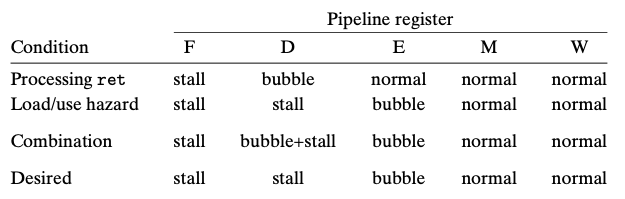 Pipeline register
Condition F D E M W
Processing ret stall bubble normal normal normal
Load/use hazard stall stall bubble normal normal
Combination stall bubble+stall bubble normal normal
Desired stall stall bubble normal normal